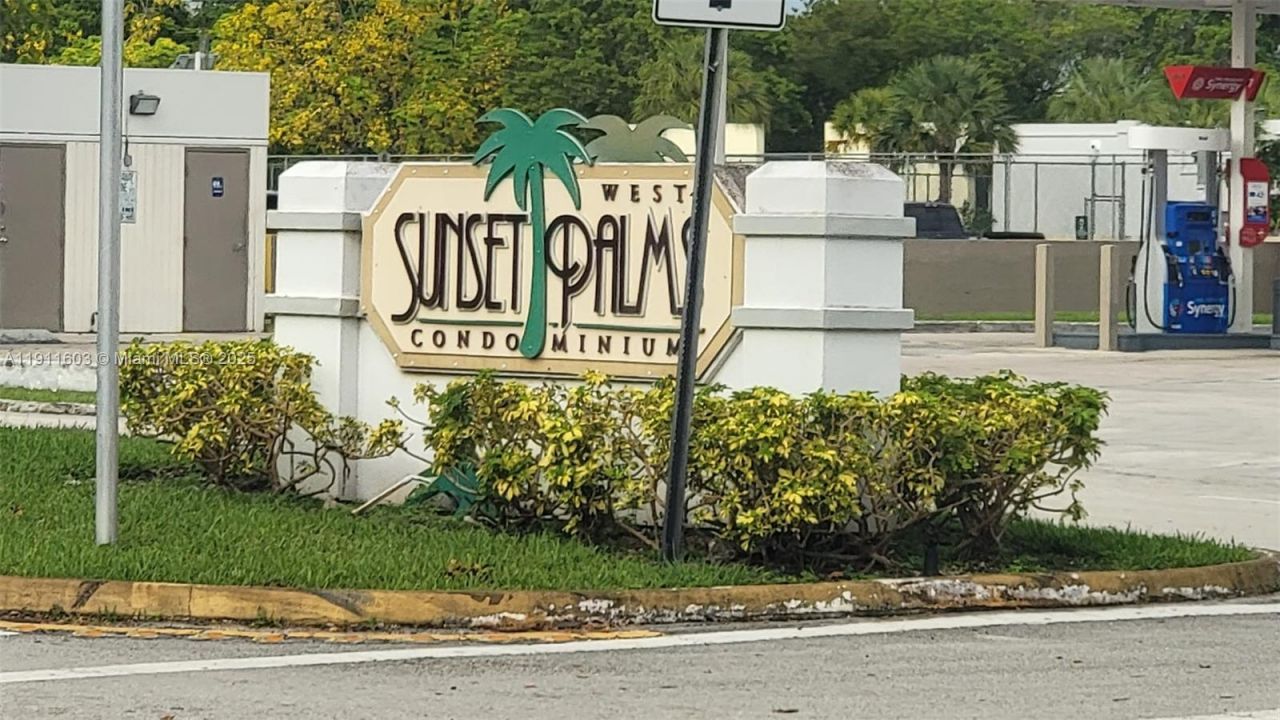 WEST
SUNSET PALMS
CONDOMINIUM
Synergy
Synergy
A11911603 © Miami MLS® 2025